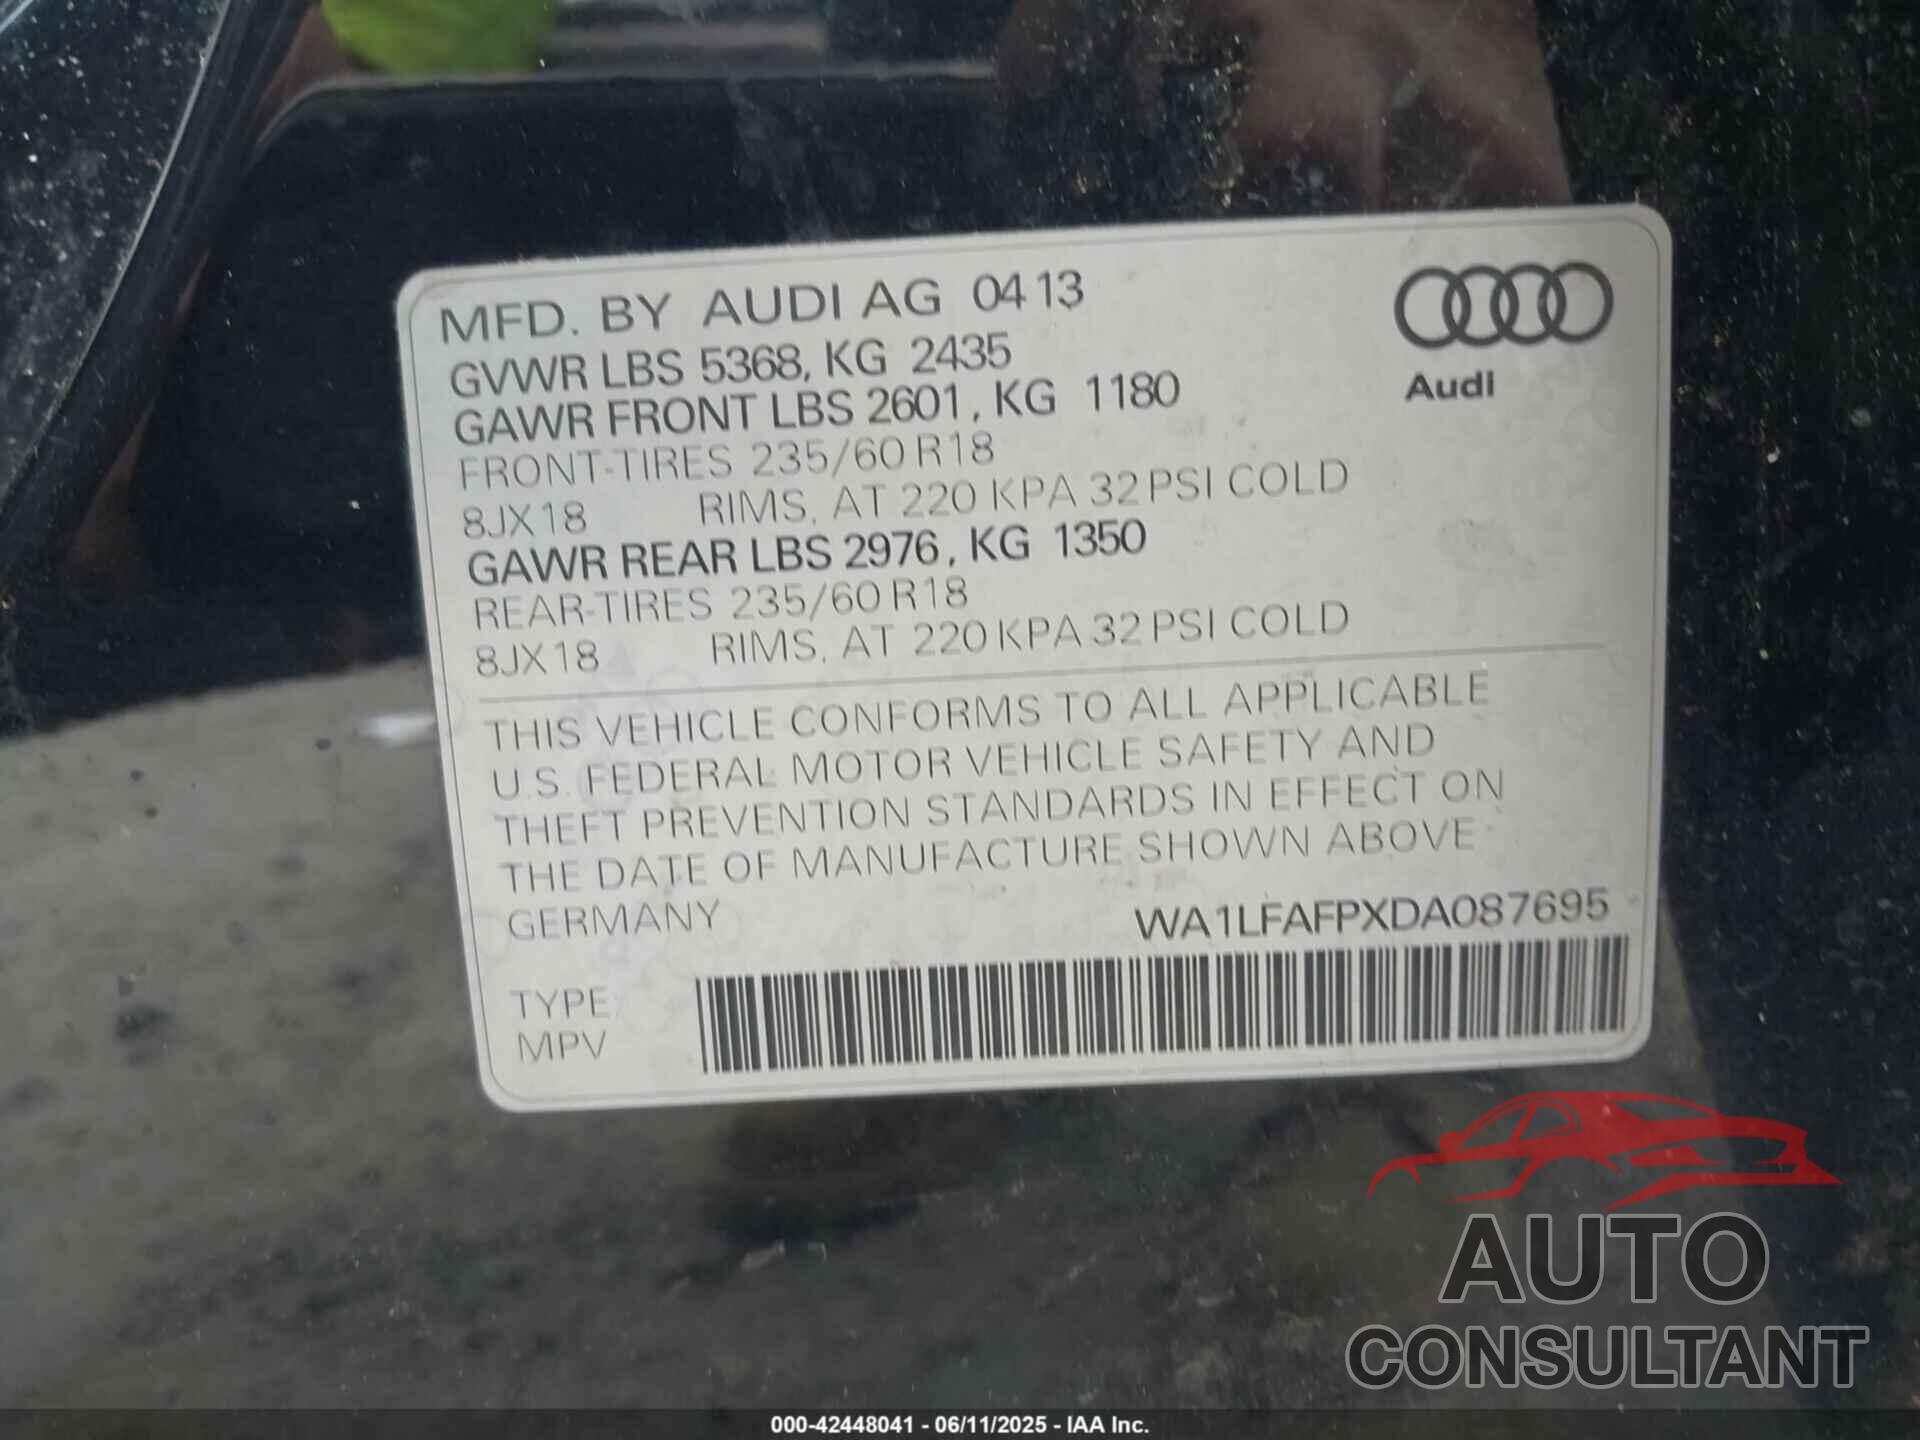 MFD. BY AUDI AG 04 13
GVWR LBS 5368, KG 2435
GAWR FRONT LBS 2601, KG 1180
FRONT-TIRES 235/60 R18
8JX18 RIMS, AT 220 KPA 32 PSI COLD
GAWR REAR LBS 2976, KG 1350
REAR-TIRES 235/60 R18
8JX18 RIMS, AT 220 KPA 32 PSI COLD
Audi
THIS VEHICLE CONFORMS TO ALL APPLICABLE
U.S. FEDERAL MOTOR VEHICLE SAFETY AND
THEFT PREVENTION STANDARDS IN EFFECT ON
THE DATE OF MANUFACTURE SHOWN ABOVE
GERMANY WA1LFAFPXDA087695
TYPE
MPV
AUTO
CONSULTANT
000-42448041 - 06/11/2025 - IAA Inc.